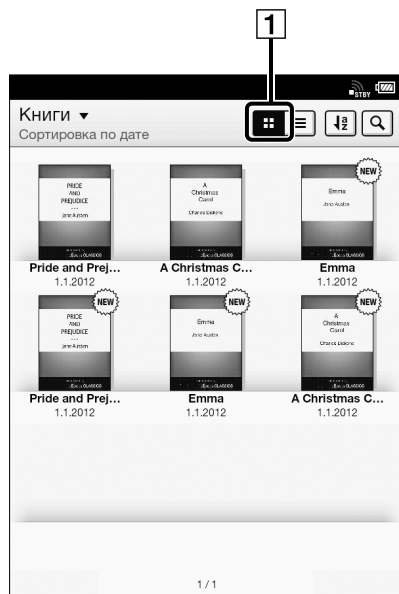 1
STBY
Книги
Сортировка по дате
a
z
PRIDE
AND
PREJUDICE
Jane Austen
A
Christmas
Carol
Charles Dickens
NEW
Emma
Jane Austen
Pride and Prej...
A Christmas C...
Emma
1.1.2012
1.1.2012
1.1.2012
NEW
NEW
NEW
PRIDE
AND
PREJUDICE
Jane Austen
Emma
Jane Austen
A
Christmas
Carol
Charles Dickens
Pride and Prej...
Emma
A Christmas C...
1.1.2012
1.1.2012
1.1.2012
1 / 1